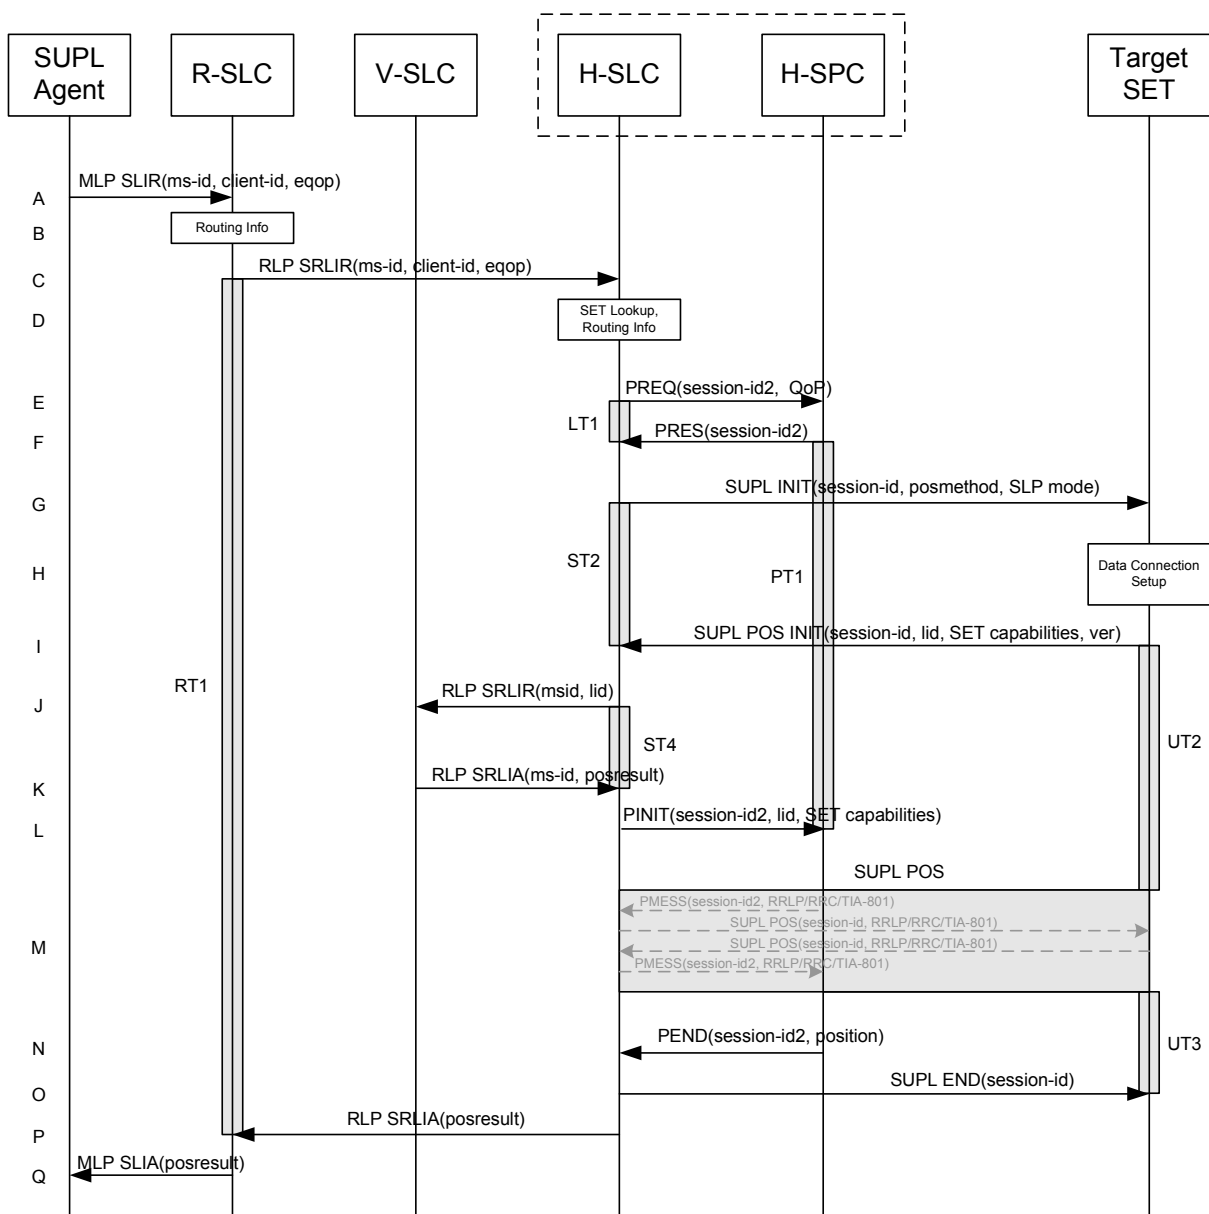 SUPL
Agent
R-SLC
V-SLC
H-SLC
H-SPC
Target
SET
A
MLP SLIR(ms-id, client-id, eqop)
B
Routing Info
C
RLP SRLIR(ms-id, client-id, eqop)
D
SET Lookup,
Routing Info
E
PREQ(session-id2, QoP)
LT1
F
PRES(session-id2)
G
SUPL INIT(session-id, posmethod, SLP mode)
H
ST2
PT1
Data Connection
Setup
I
SUPL POS INIT(session-id, lid, SET capabilities, ver)
RT1
J
RLP SRLIR(msid, lid)
ST4
UT2
K
RLP SRLIA(ms-id, posresult)
L
PINIT(session-id2, lid, SET capabilities)
SUPL POS
M
PMESS(session-id2, RRLP/RRC/TIA-801)
SUPL POS(session-id, RRLP/RRC/TIA-801)
SUPL POS(session-id, RRLP/RRC/TIA-801)
PMESS(session-id2, RRLP/RRC/TIA-801)
N
PEND(session-id2, position)
UT3
O
SUPL END(session-id)
P
RLP SRLIA(posresult)
Q
MLP SLIA(posresult)